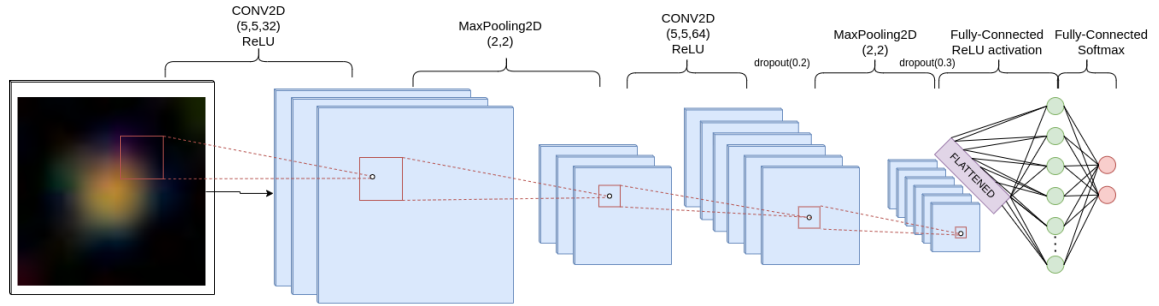 CONV2D
(5,5,32)
ReLU
MaxPooling2D
(2,2)
CONV2D
(5,5,64)
ReLU
dropout(0.2)
MaxPooling2D
(2,2)
dropout(0.3)
Fully-Connected
ReLU activation
Fully-Connected
Softmax
FLATTENED